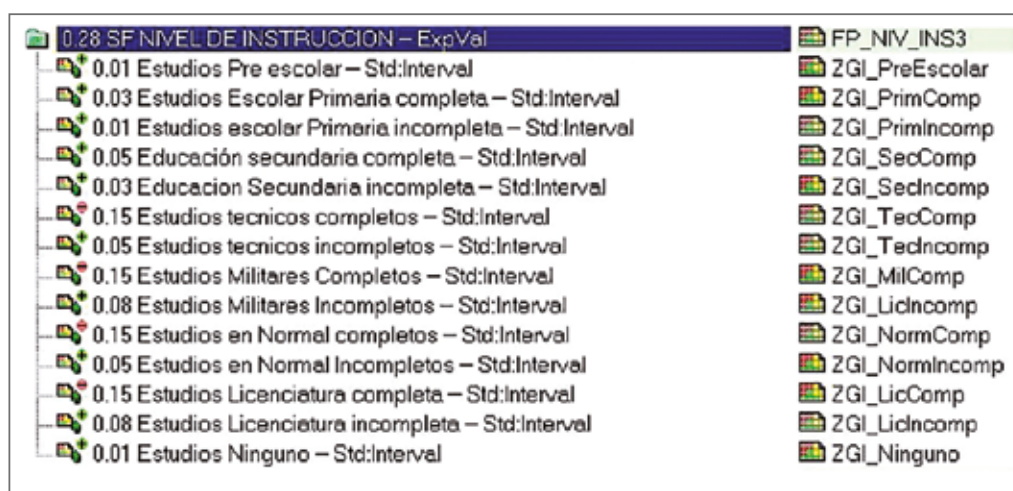 0.28 SF NIVEL DE INSTRUCCION – ExpVal FP_NIV_INS3
0.01 Estudios Pre escolar – Std:Interval ZGI_PreEscolar
0.03 Estudios Escolar Primaria completa – Std:Interval ZGI_PrimComp
0.01 Estudios escolar Primaria incompleta – Std:Interval ZGI_PrimIncomp
0.05 Educación secundaria completa – Std:Interval ZGI_SecComp
0.03 Educacion Secundaria incompleta – Std:Interval ZGI_SecIncomp
0.15 Estudios tecnicos completos – Std:Interval ZGI_TecComp
0.05 Estudios tecnicos incompletos – Std:Interval ZGI_TecIncomp
0.15 Estudios Militares Completos – Std:Interval ZGI_MilComp
0.08 Estudios Militares Incompletos – Std:Interval ZGI_LicIncomp
0.15 Estudios en Normal completos – Std:Interval ZGI_NormComp
0.05 Estudios en Normal Incompletos – Std:Interval ZGI_NormIncomp
0.15 Estudios Licenciatura completa – Std:Interval ZGI_LicComp
0.08 Estudios Licenciatura incompleta – Std:Interval ZGI_LicIncomp
0.01 Estudios Ninguno – Std:Interval ZGI_Ninguno